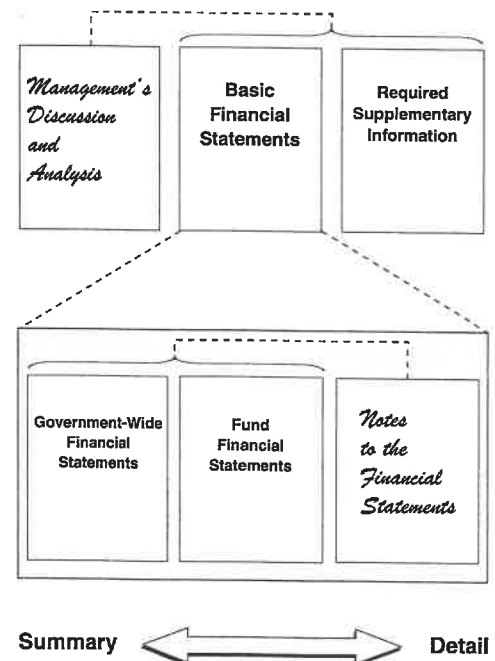 Management's
Discussion
and
Analysis
Basic
Financial
Statements
Required
Supplementary
Information
Government-Wide
Financial
Statements
Fund
Financial
Statements
Notes
to the
Financial
Statements
Summary
Detail